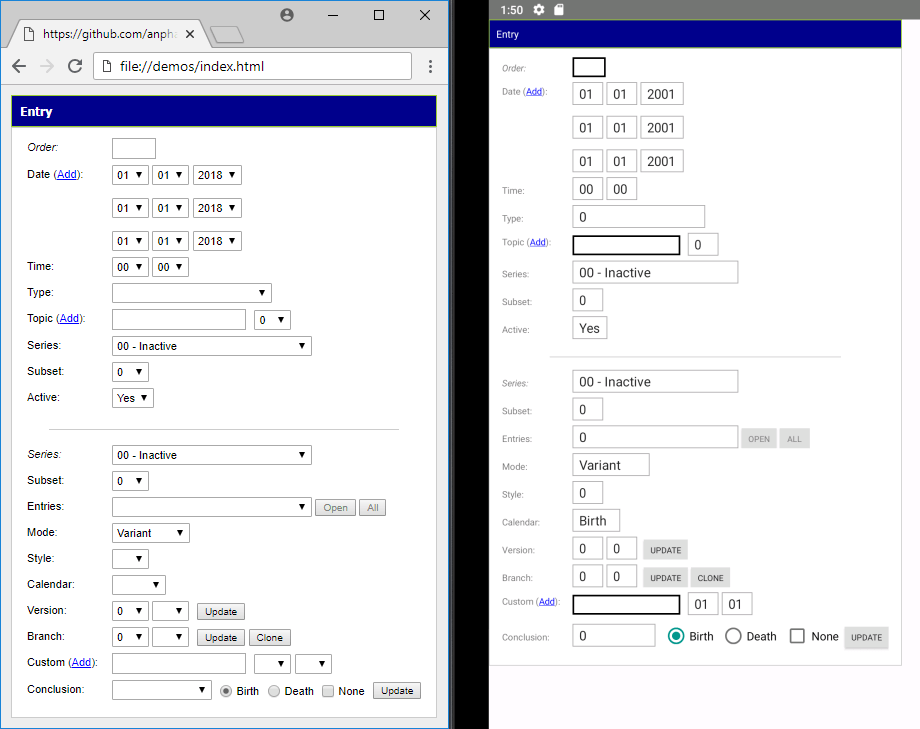 https://github.com/anph
file://demos/index.html
Entry
Order:
Date (Add): 01 01 2018
01 01 2018
01 01 2018
Time: 00 00
Type:
Topic (Add): 0
Series: 00 - Inactive
Subset: 0
Active: Yes
Series: 00 - Inactive
Subset: 0
Entries: Open All
Mode: Variant
Style:
Calendar:
Version: 0 Update
Branch: 0 Update Clone
Custom (Add):
Conclusion: Birth Death None Update
1:50
Entry
Order:
Date (Add): 01 01 2001
01 01 2001
01 01 2001
Time: 00 00
Type: 0
Topic (Add): 0
Series: 00 - Inactive
Subset: 0
Active: Yes
Series: 00 - Inactive
Subset: 0
Entries: 0 OPEN ALL
Mode: Variant
Style: 0
Calendar: Birth
Version: 0 0 UPDATE
Branch: 0 0 UPDATE CLONE
Custom (Add): 01 01
Conclusion: 0 Birth Death None UPDATE